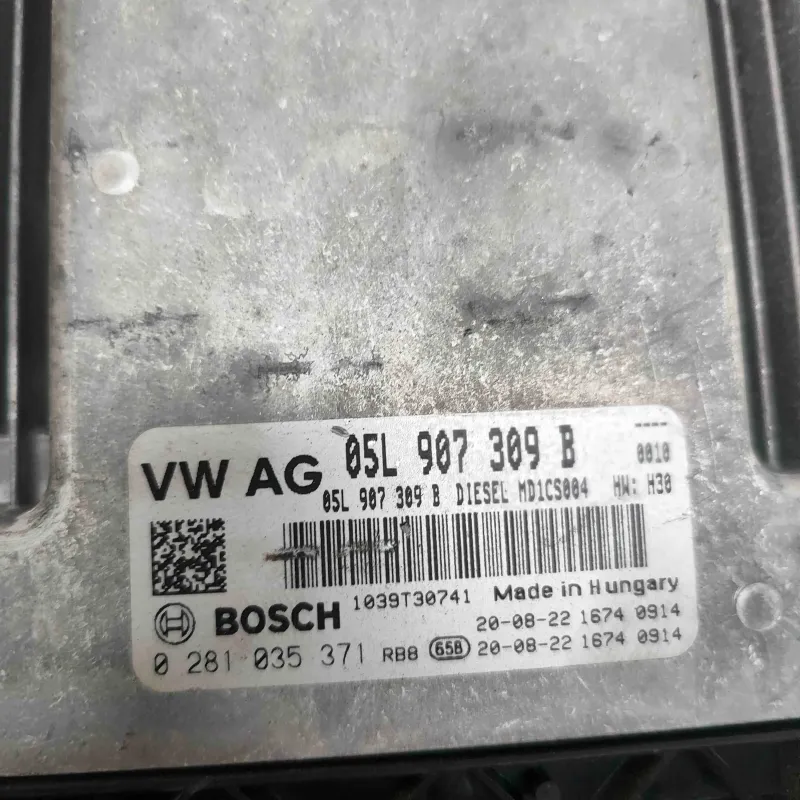 VW AG 05L 907 309 B ----
0010
05L 907 309 B DIESEL MD1CS004 HW: H30
1039T30741 Made in Hungary
BOSCH 20-08-22 1674 0914
0 281 035 371 RB8 658 20-08-22 1674 0914